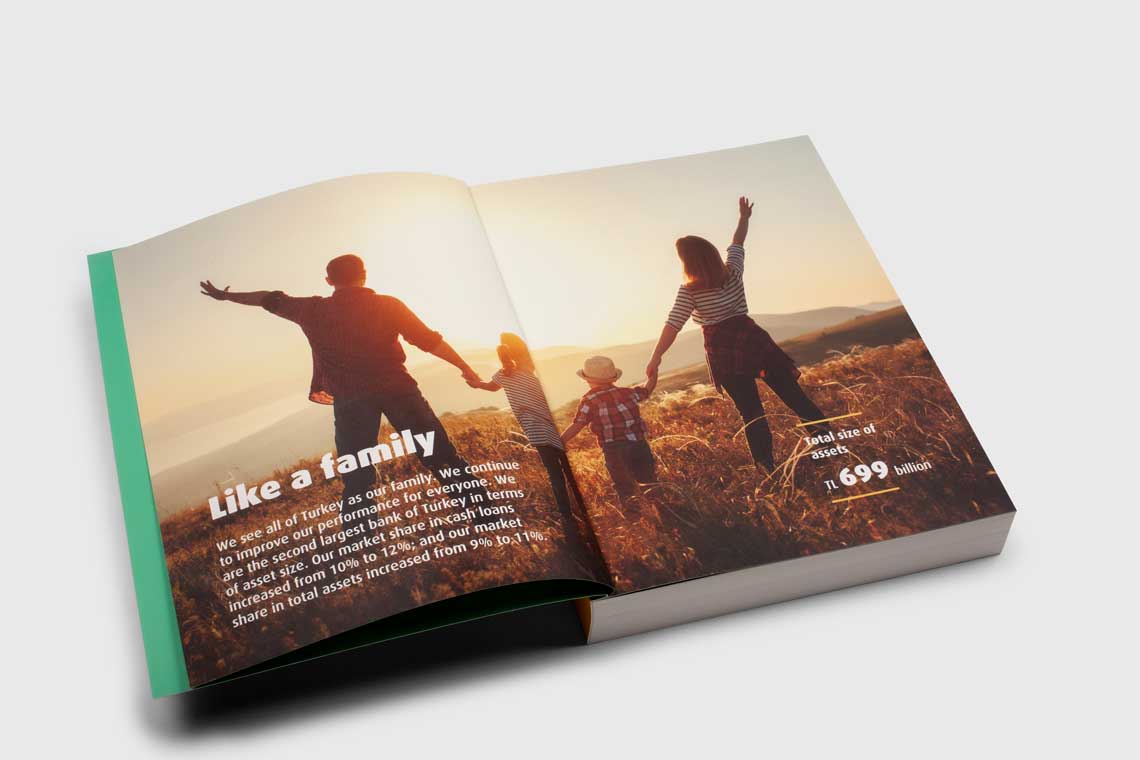 Like a family
We see all of Turkey as our family. We continue
to improve our performance for everyone. We
are the second largest bank of Turkey in terms
of asset size. Our market share in cash loans
increased from 10% to 12%; and our market
share in total assets increased from 9% to 11%.
Total size of
assets
TL 699 billion